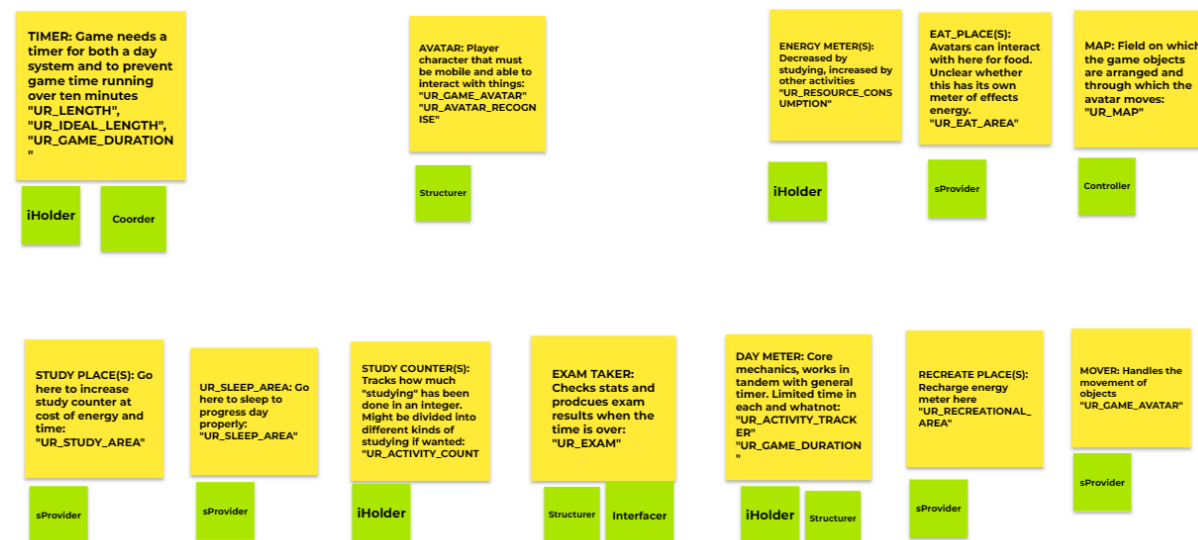 TIMER: Game needs a
timer for both a day
system and to prevent
game time running
over ten minutes
"UR_LENGTH",
"UR_IDEAL_LENGTH",
"UR_GAME_DURATION
"
iHolder
Coorder
AVATAR: Player
character that must
be mobile and able to
interact with things:
"UR_GAME_AVATAR"
"UR_AVATAR_RECOGN
ISE"
Structurer
ENERGY METER(S):
Decreased by
studying, increased by
other activities
"UR_RESOURCE_CONS
UMPTION"
iHolder
EAT_PLACE(S):
Avatars can interact
with here for food.
Unclear whether
this has its own
meter of effects
energy.
"UR_EAT_AREA"
sProvider
MAP: Field on which
the game objects
are arranged and
through which the
avatar moves:
"UR_MAP"
Controller
STUDY PLACE(S): Go
here to increase
study counter at
cost of energy and
time:
"UR_STUDY_AREA"
sProvider
UR_SLEEP_AREA: Go
here to sleep to
progress day
properly:
"UR_SLEEP_AREA"
sProvider
STUDY COUNTER(S):
Tracks how much
"studying" has been
done in an integer.
Might be divided into
different kinds of
studying if wanted:
"UR_ACTIVITY_COUNT
iHolder
EXAM TAKER:
Checks stats and
prodcues exam
results when the
time is over:
"UR_EXAM"
Structurer
Interfacer
DAY METER: Core
mechanics, works in
tandem with general
timer. Limited time in
each and whatnot:
"UR_ACTIVITY_TRACK
ER"
"UR_GAME_DURATION
"
iHolder
Structurer
RECREATE PLACE(S):
Recharge energy
meter here
"UR_RECREATIONAL_
AREA"
sProvider
MOVER: Handles the
movement of
objects
"UR_GAME_AVATAR"
sProvider